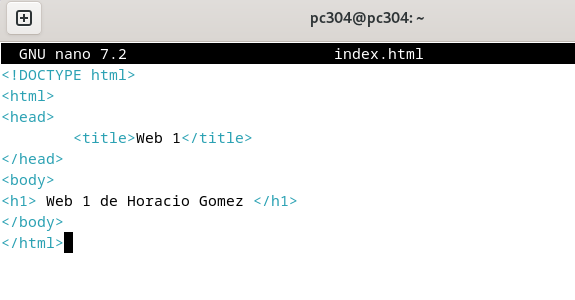 pc304@pc304: ~
GNU nano 7.2 index.html
<!DOCTYPE html>
<html>
<head>
<title>Web 1</title>
</head>
<body>
<h1> Web 1 de Horacio Gomez </h1>
</body>
</html>